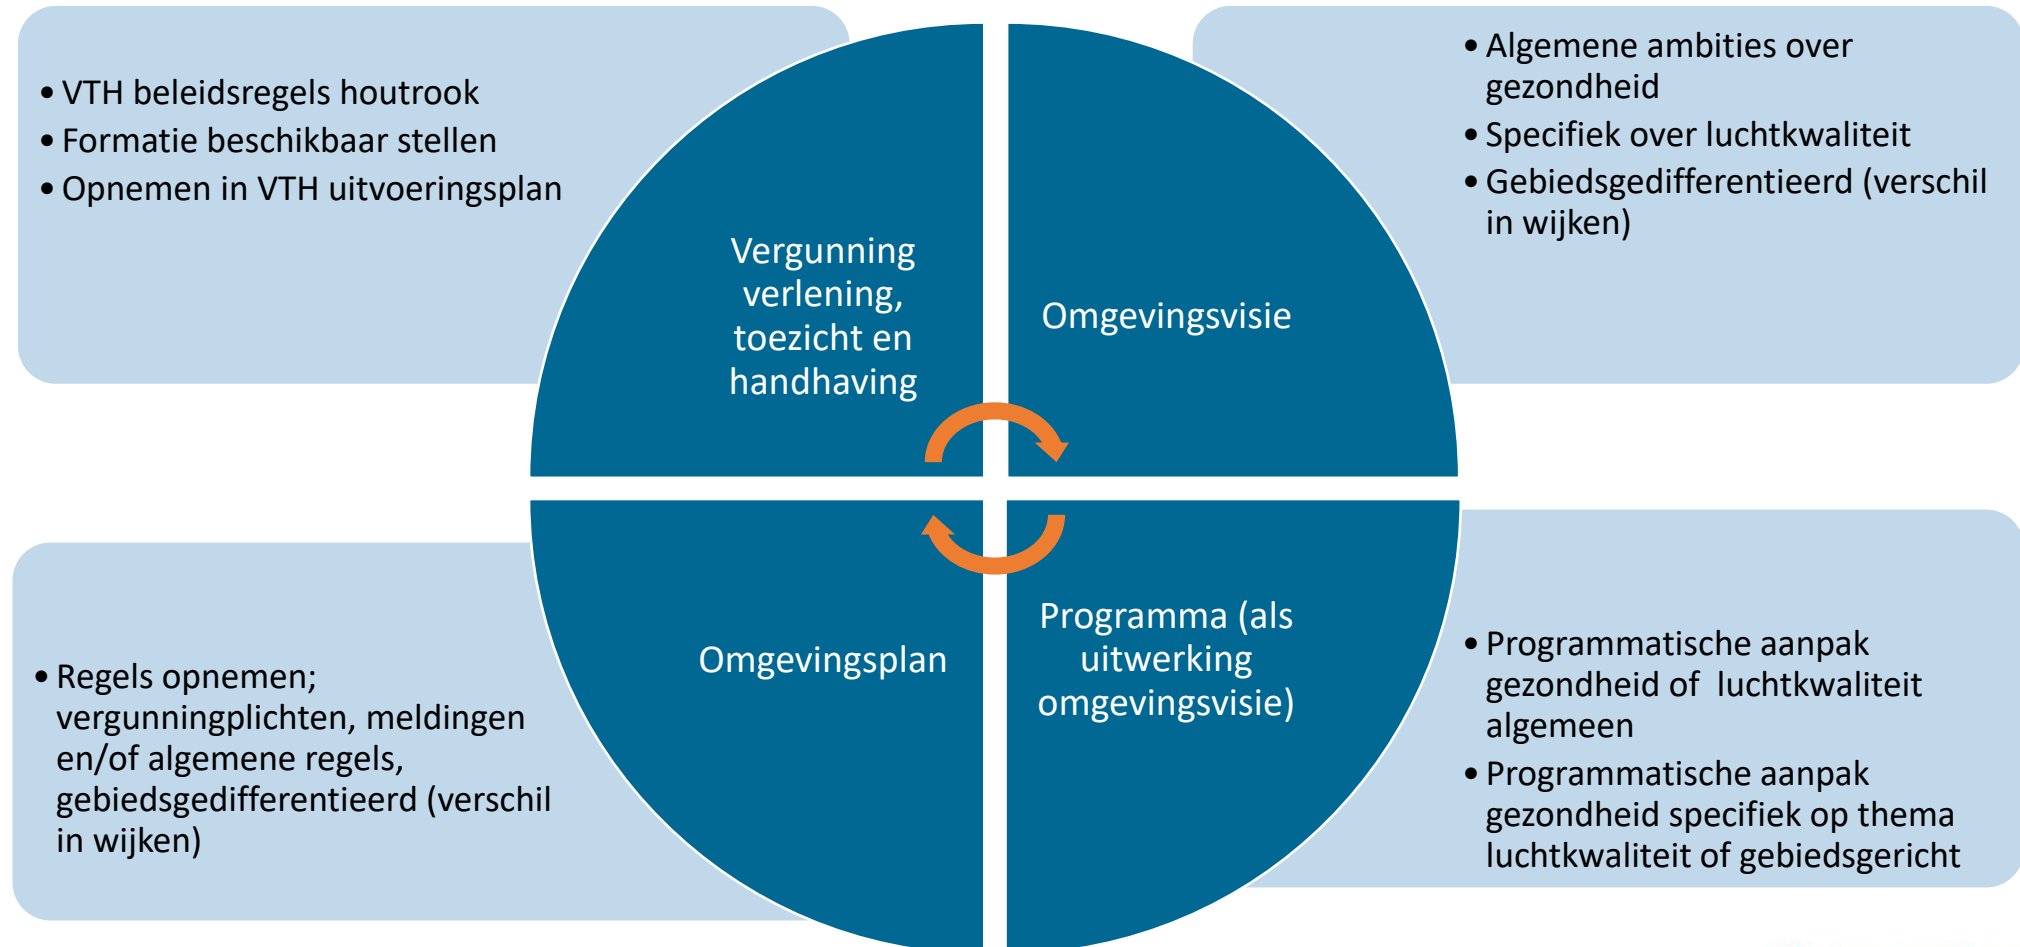 • VTH beleidsregels houtrook
• Formatie beschikbaar stellen
• Opnemen in VTH uitvoeringsplan
Vergunning
verlening,
toezicht en
handhaving
Omgevingsvisie
• Algemene ambities over
gezondheid
• Specifiek over luchtkwaliteit
• Gebiedsgedifferentieerd (verschil
in wijken)
• Regels opnemen;
vergunningplichten, meldingen
en/of algemene regels,
gebiedsgedifferentieerd (verschil
in wijken)
Omgevingsplan
Programma (als
uitwerking
omgevingsvisie)
• Programmatische aanpak
gezondheid of luchtkwaliteit
algemeen
• Programmatische aanpak
gezondheid specifiek op thema
luchtkwaliteit of gebiedsgericht